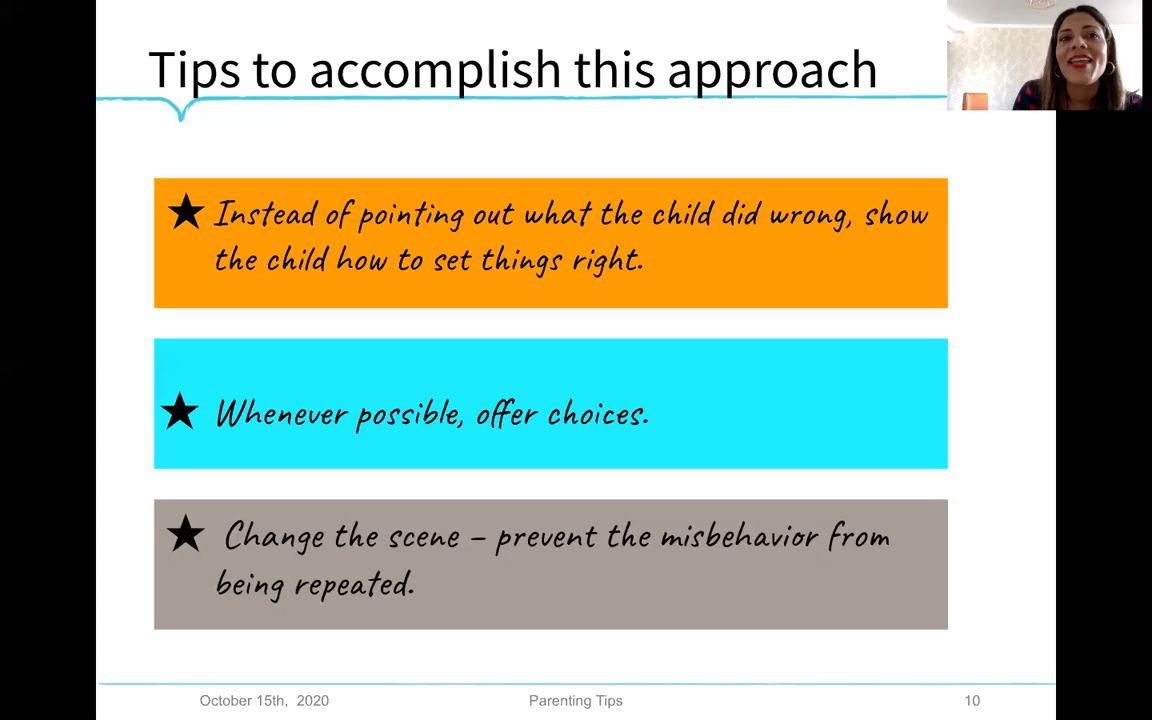 Tips to accomplish this approach
★ Instead of pointing out what the child did wrong, show
the child how to set things right.
★ Whenever possible, offer choices.
★ Change the scene – prevent the misbehavior from
being repeated.
October 15th, 2020 Parenting Tips 10